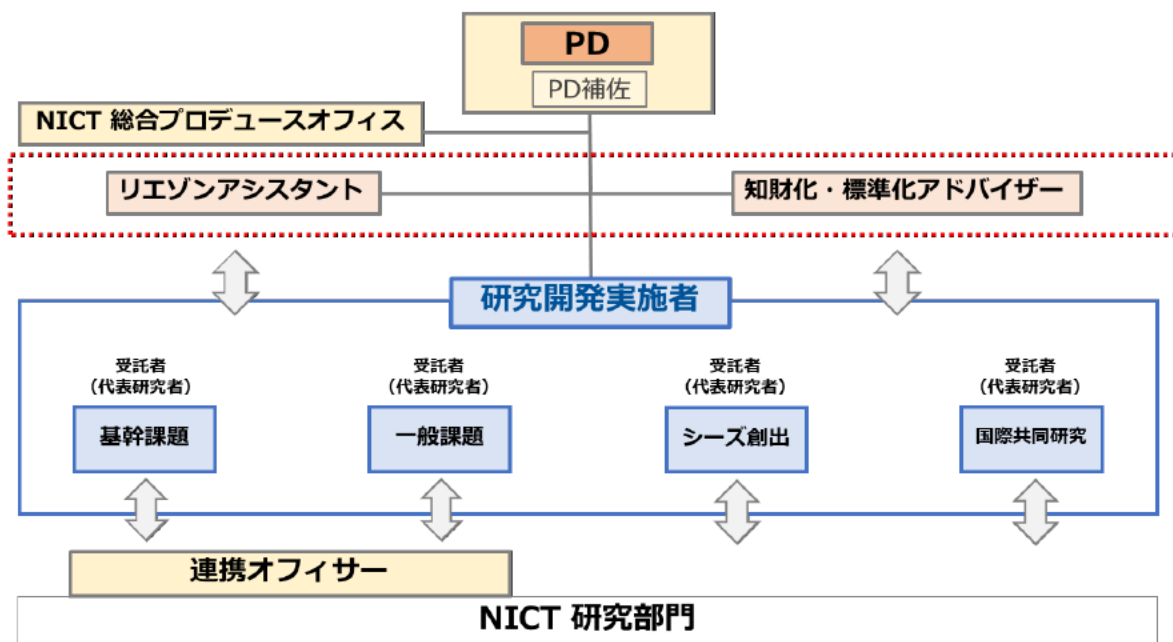 PD
PD補佐
NICT 総合プロデュースオフィス
リエゾンアシスタント
知財化・標準化アドバイザー
研究開発実施者
受託者
（代表研究者）
基幹課題
受託者
（代表研究者）
一般課題
受託者
（代表研究者）
シーズ創出
受託者
（代表研究者）
国際共同研究
連携オフィサー
NICT 研究部門